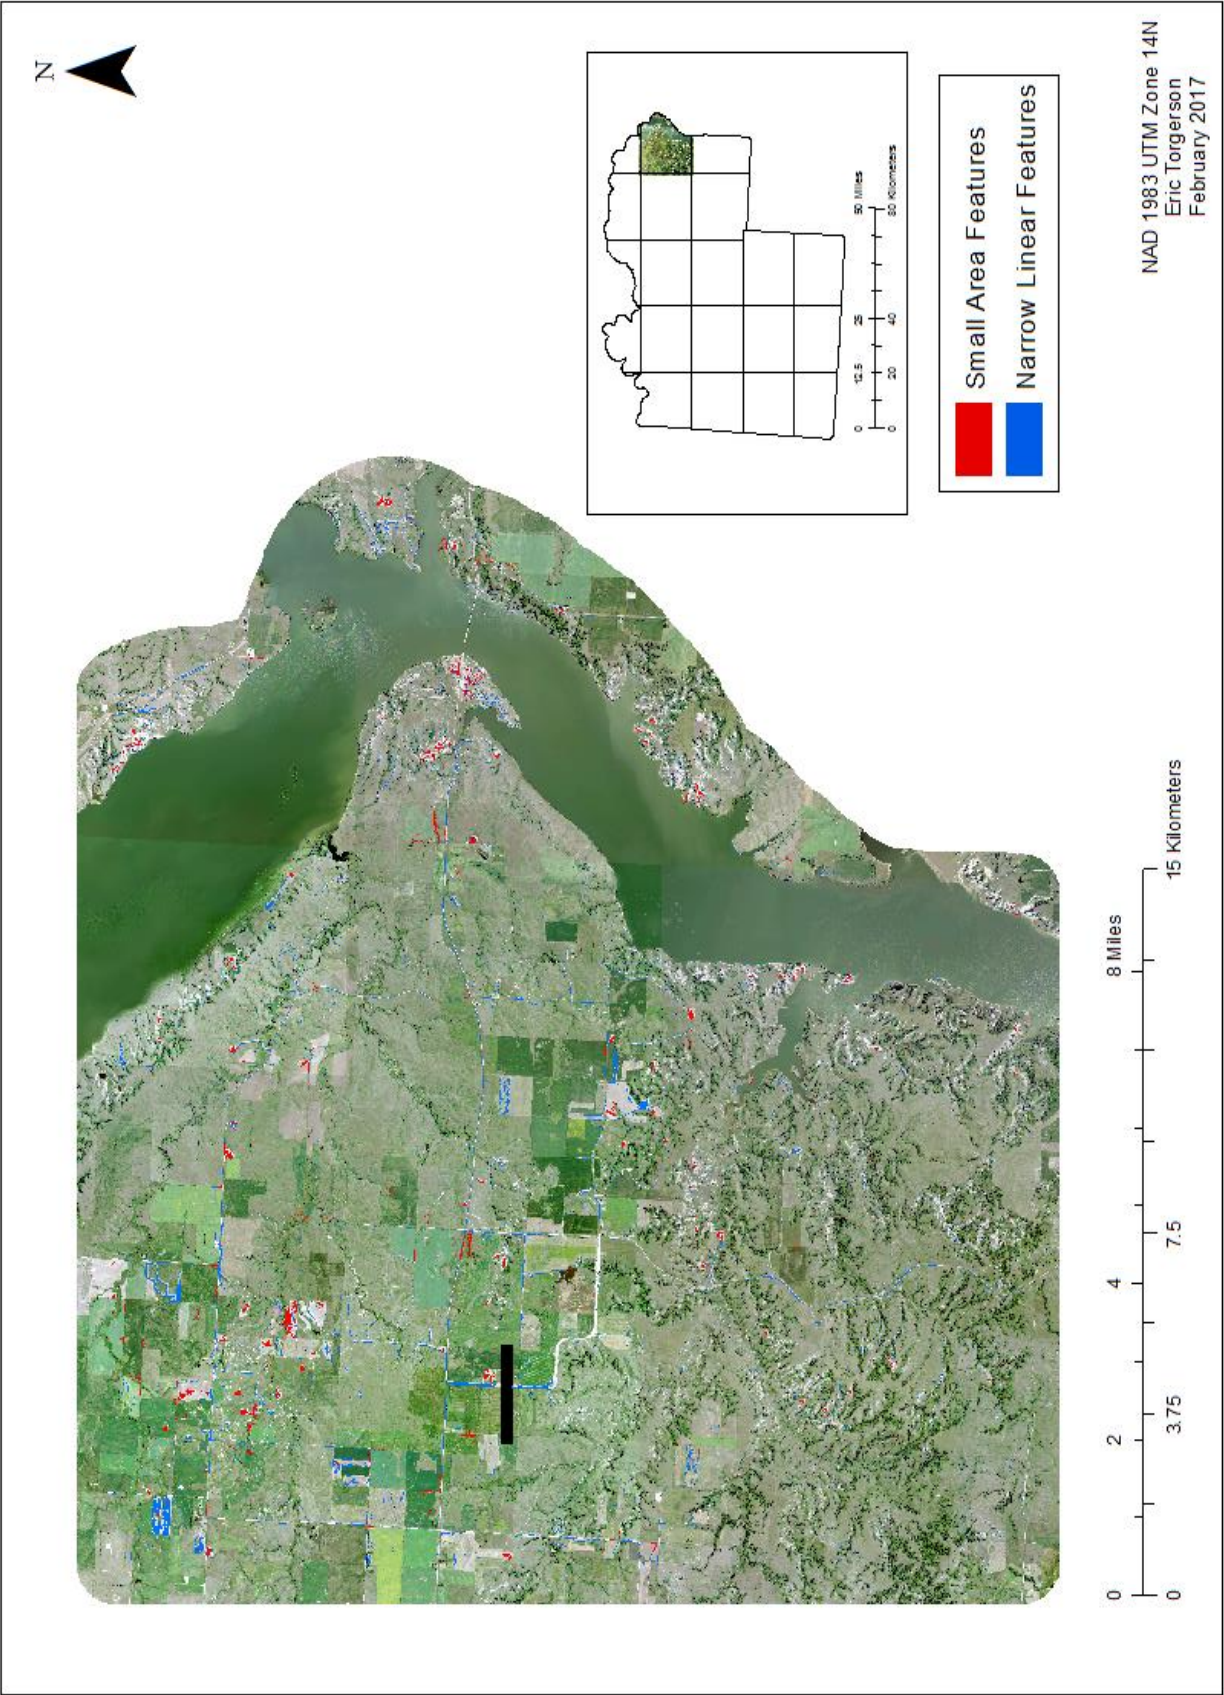 N
0 12.5 25 50 Miles
0 20 40 80 Kilometers
Small Area Features
Narrow Linear Features
0 2 4 8 Miles
0 3.75 7.5 15 Kilometers
NAD 1983 UTM Zone 14N
Eric Torgerson
February 2017